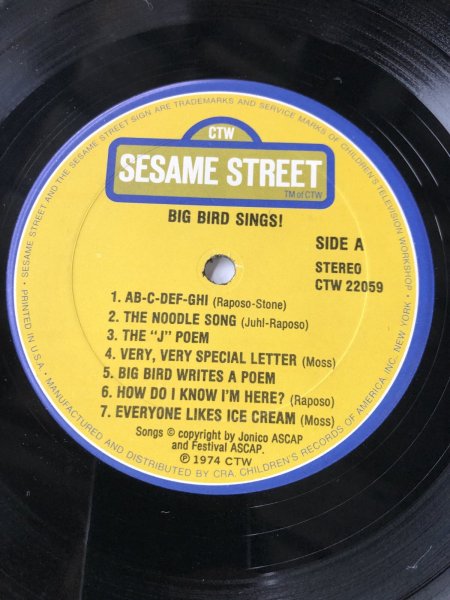 • SESAME STREET AND THE SESAME STREET SIGN ARE TRADEMARKS AND SERVICE MARKS OF CHILDREN'S TELEVISION WORKSHOP.
CTW
SESAME STREET
TM of CTW
BIG BIRD SINGS!
SIDE A
STEREO
CTW 22059
1. AB-C-DEF-GHI (Raposo-Stone)
2. THE NOODLE SONG (Juhl-Raposo)
3. THE "J" POEM
4. VERY, VERY SPECIAL LETTER (Moss)
5. BIG BIRD WRITES A POEM
6. HOW DO I KNOW I'M HERE? (Raposo)
7. EVERYONE LIKES ICE CREAM (Moss)
Songs © copyright by Jonico ASCAP
and Festival ASCAP.
℗ 1974 CTW
• PRINTED IN U.S.A. • MANUFACTURED AND DISTRIBUTED BY CRA. CHILDREN'S RECORDS OF AMERICA INC. NEW YORK. •